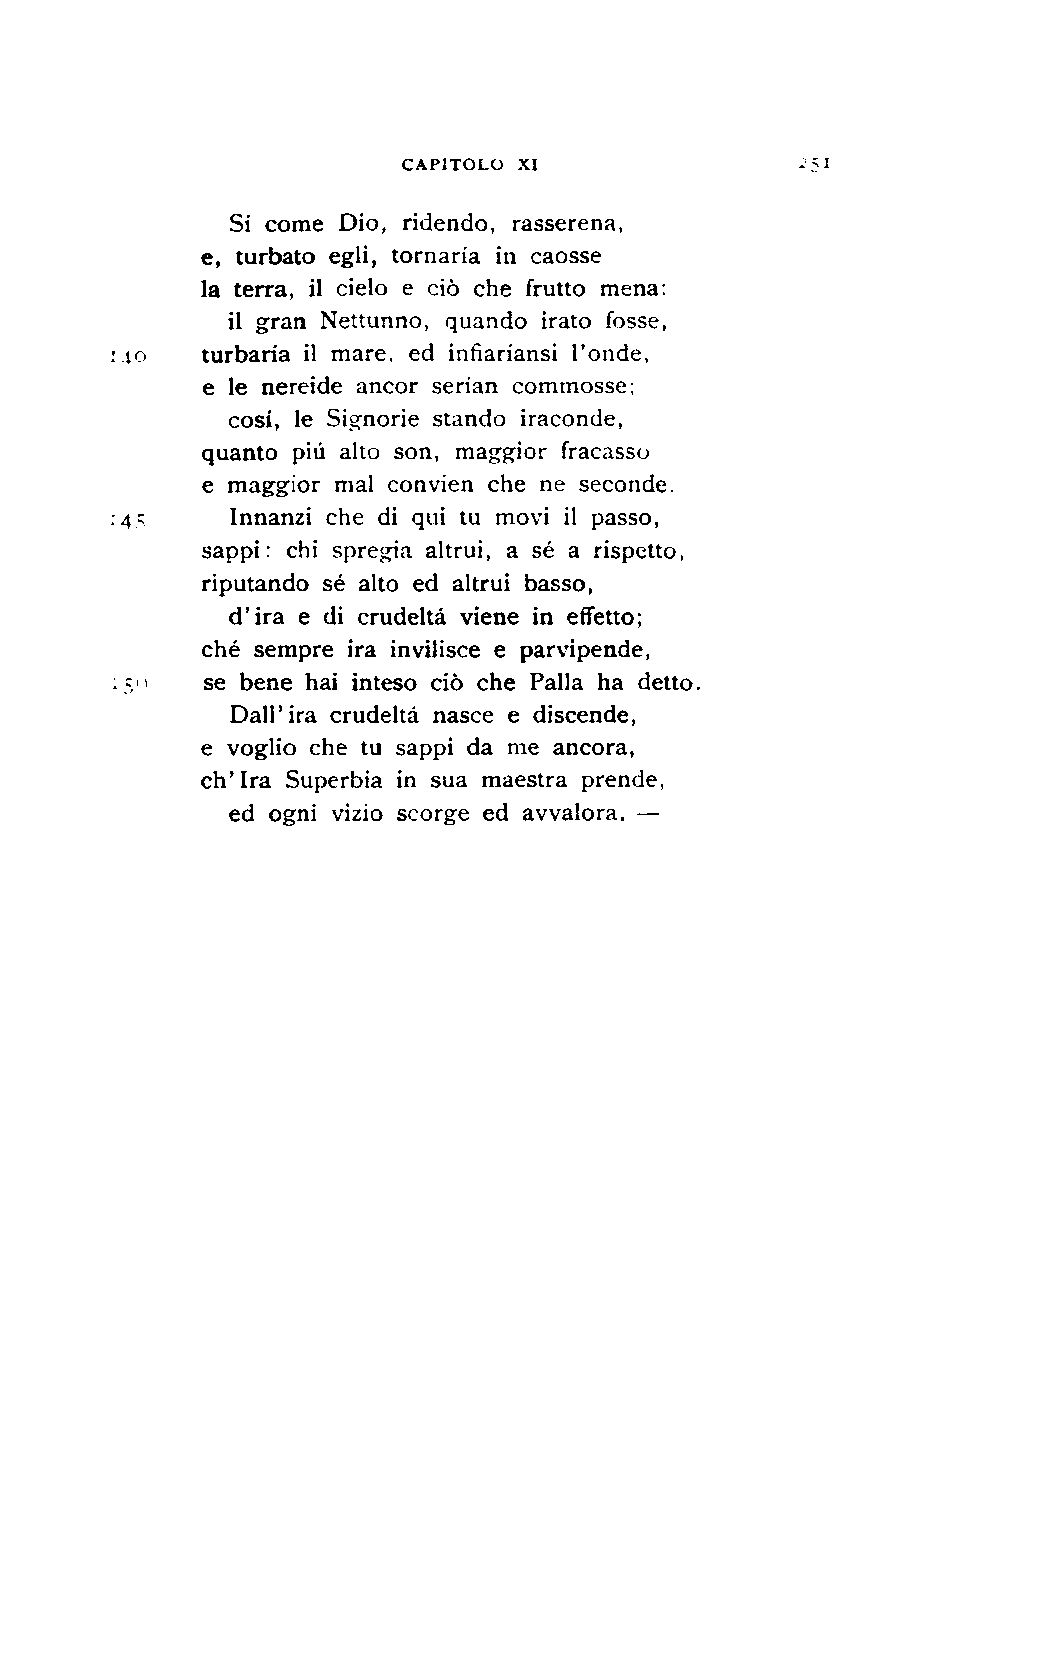 CAPITOLO XI 251
Sí come Dio, ridendo, rasserena,
e, turbato egli, tornaría in caosse
la terra, il cielo e ciò che frutto mena:
il gran Nettunno, quando irato fosse,
140 turbaría il mare, ed infiaríansi l'onde,
e le nereide ancor serían commosse;
cosí, le Signorie stando iraconde,
quanto piú alto son, maggior fracasso
e maggior mal convien che ne seconde.
145 Innanzi che di qui tu movi il passo,
sappi: chi spregia altrui, a sé a rispetto,
riputando sé alto ed altrui basso,
d'ira e di crudeltá viene in effetto;
ché sempre ira invilisce e parvipende,
150 se bene hai inteso ciò che Palla ha detto.
Dall'ira crudeltá nasce e discende,
e voglio che tu sappi da me ancora,
ch'Ira Superbia in sua maestra prende,
ed ogni vizio scorge ed avvalora. —